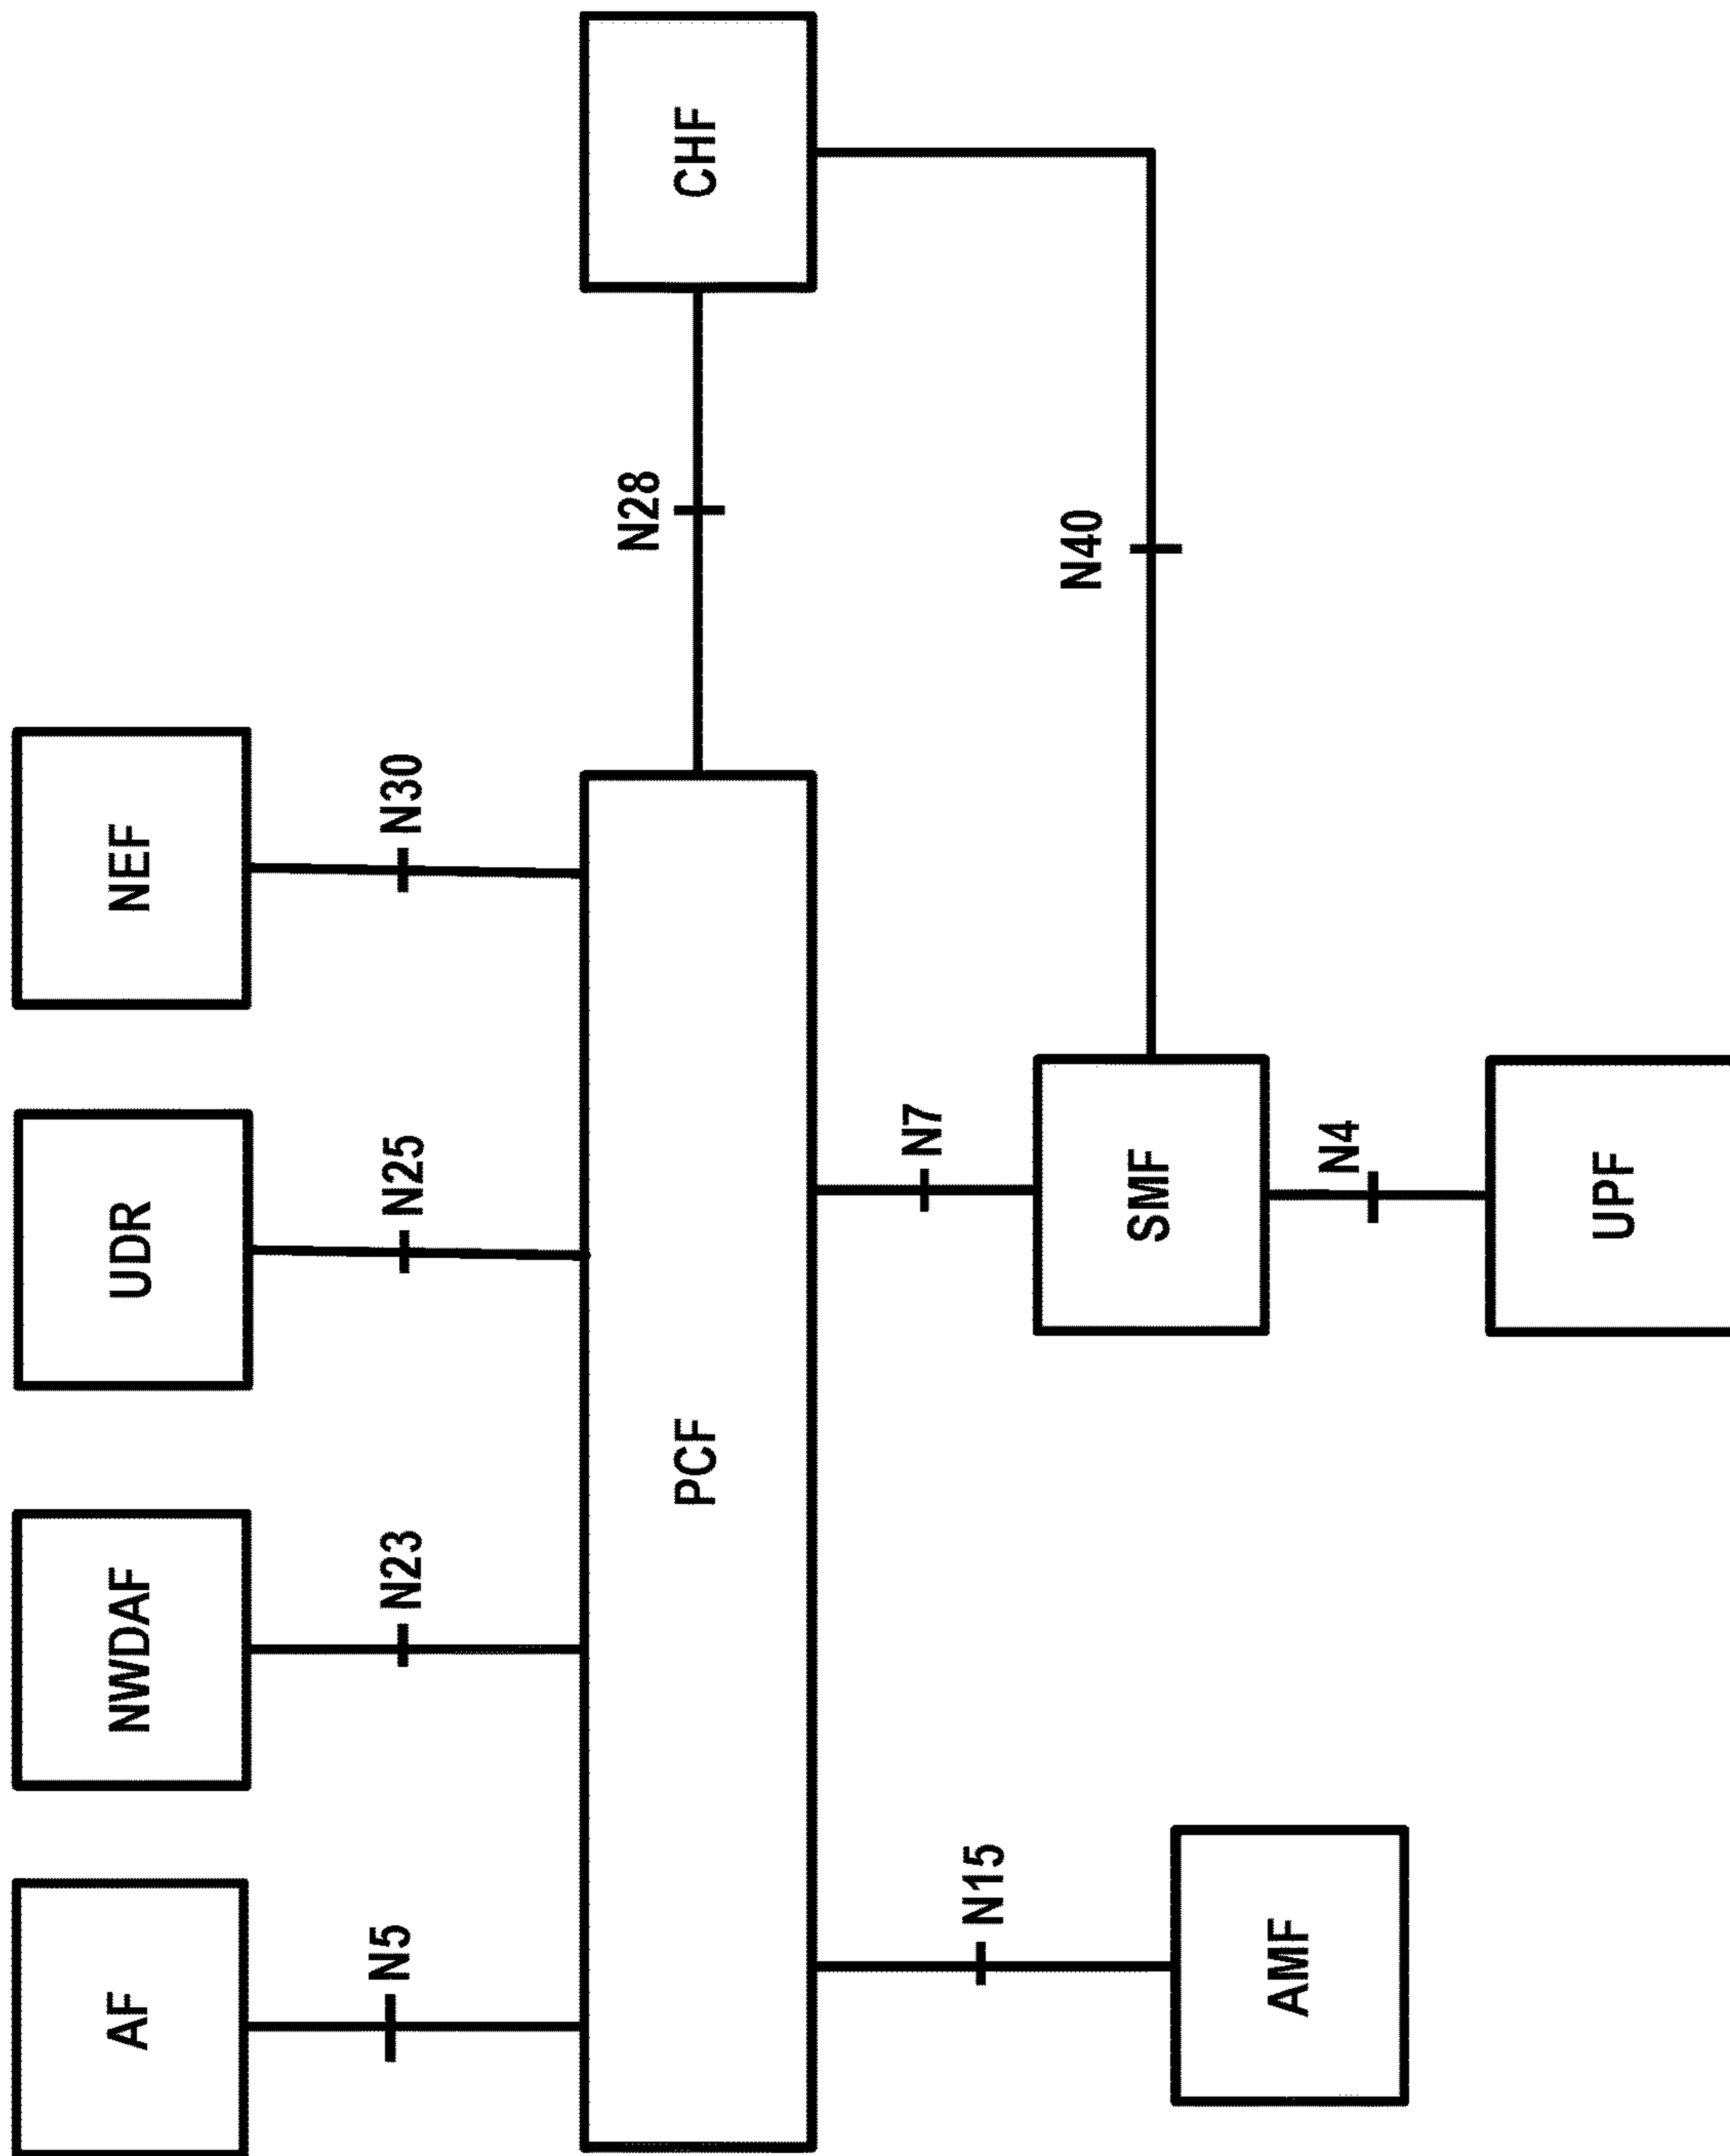 AF
NWDAF
UDR
NEF
N5
N23
N25
N30
PCF
N28
CHF
N15
N7
N40
SMF
AMF
N4
UPF